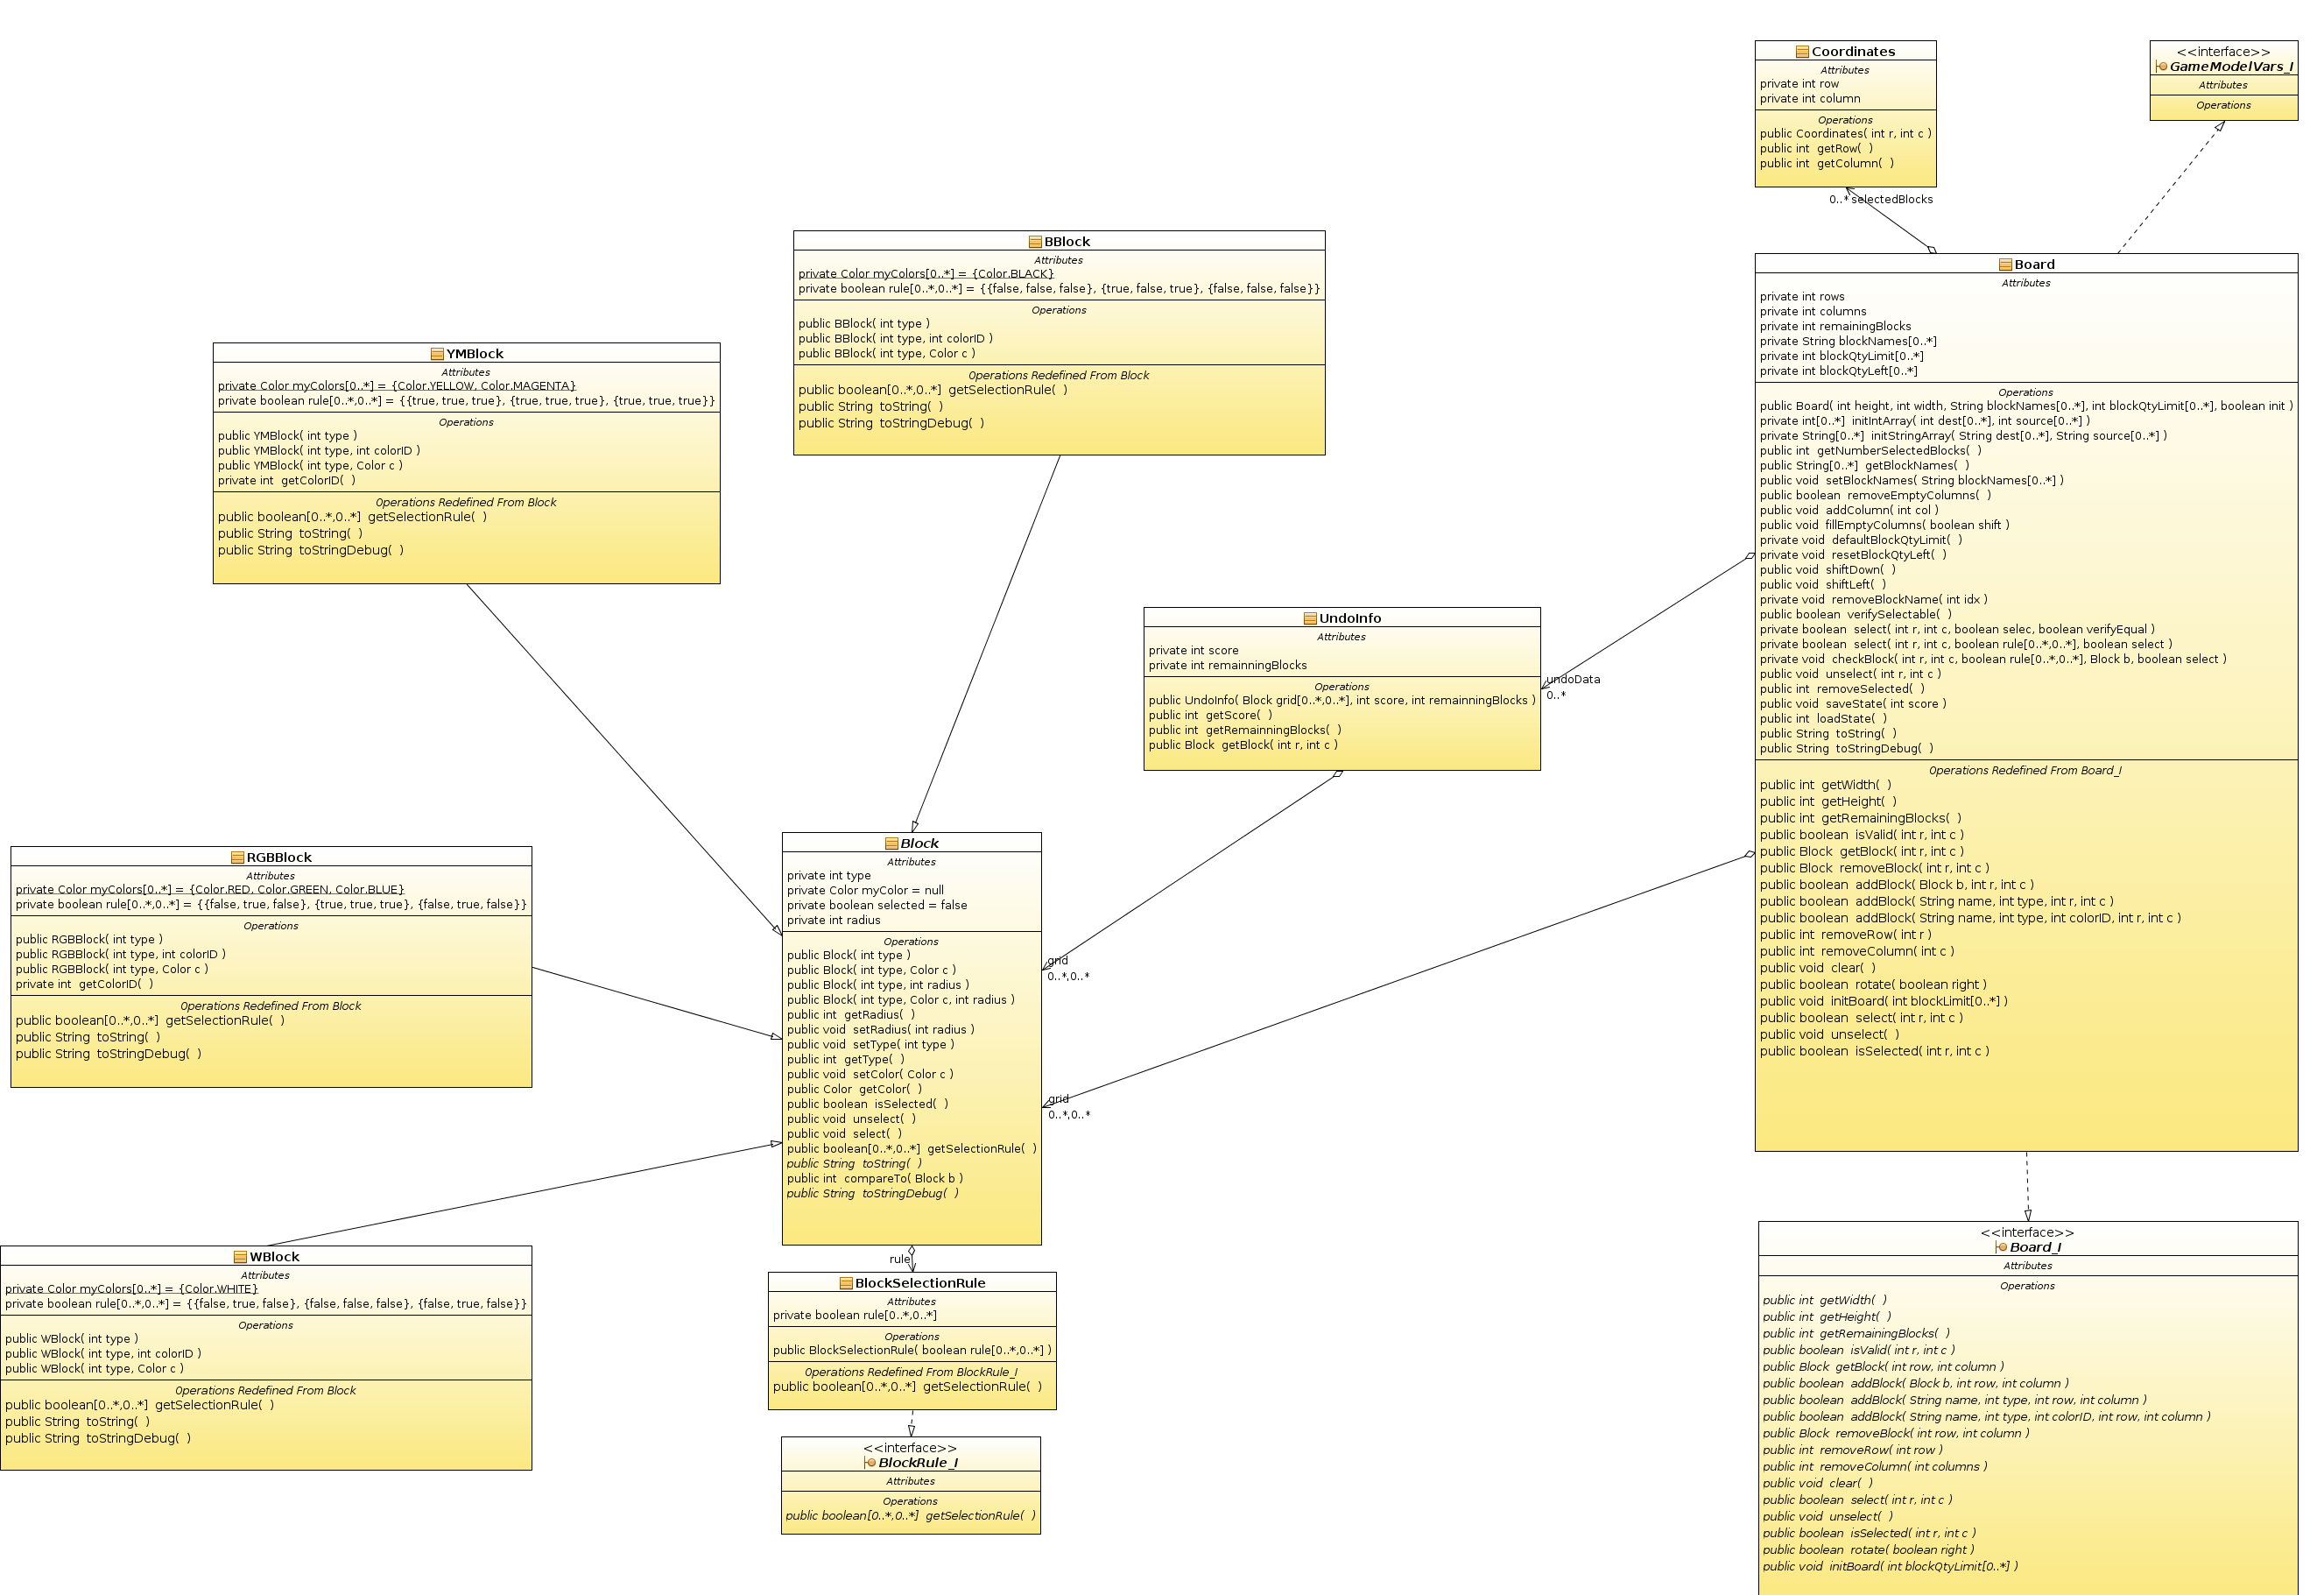 Coordinates
Attributes
private int row
private int column
Operations
public Coordinates( int r, int c )
public int  getRow(  )
public int  getColumn(  )
<<interface>>
GameModelVars_I
Attributes
Operations
0..* selectedBlocks
BBlock
Attributes
private Color myColors[0..*] = {Color.BLACK}
private boolean rule[0..*,0..*] = {{false, false, false}, {true, false, true}, {false, false, false}}
Operations
public BBlock( int type )
public BBlock( int type, int colorID )
public BBlock( int type, Color c )
Operations Redefined From Block
public boolean[0..*,0..*]  getSelectionRule(  )
public String  toString(  )
public String  toStringDebug(  )
Board
Attributes
private int rows
private int columns
private int remainingBlocks
private String blockNames[0..*]
private int blockQtyLimit[0..*]
private int blockQtyLeft[0..*]
Operations
public Board( int height, int width, String blockNames[0..*], int blockQtyLimit[0..*], boolean init )
private int[0..*]  initIntArray( int dest[0..*], int source[0..*] )
private String[0..*]  initStringArray( String dest[0..*], String source[0..*] )
public int  getNumberSelectedBlocks(  )
public String[0..*]  getBlockNames(  )
public void  setBlockNames( String blockNames[0..*] )
public boolean  removeEmptyColumns(  )
public void  addColumn( int col )
public void  fillEmptyColumns( boolean shift )
private void  defaultBlockQtyLimit(  )
private void  resetBlockQtyLeft(  )
public void  shiftDown(  )
public void  shiftLeft(  )
private void  removeBlockName( int idx )
public boolean  verifySelectable(  )
private boolean  select( int r, int c, boolean selec, boolean verifyEqual )
private boolean  select( int r, int c, boolean rule[0..*,0..*], boolean select )
private void  checkBlock( int r, int c, boolean rule[0..*,0..*], Block b, boolean select )
public void  unselect( int r, int c )
public int  removeSelected(  )
public void  saveState( int score )
public int  loadState(  )
public String  toString(  )
public String  toStringDebug(  )
Operations Redefined From Board_I
public int  getWidth(  )
public int  getHeight(  )
public int  getRemainingBlocks(  )
public boolean  isValid( int r, int c )
public Block  getBlock( int r, int c )
public Block  removeBlock( int r, int c )
public boolean  addBlock( Block b, int r, int c )
public boolean  addBlock( String name, int type, int r, int c )
public boolean  addBlock( String name, int type, int colorID, int r, int c )
public int  removeRow( int r )
public int  removeColumn( int c )
public void  clear(  )
public boolean  rotate( boolean right )
public void  initBoard( int blockLimit[0..*] )
public boolean  select( int r, int c )
public void  unselect(  )
public boolean  isSelected( int r, int c )
YMBlock
Attributes
private Color myColors[0..*] = {Color.YELLOW, Color.MAGENTA}
private boolean rule[0..*,0..*] = {{true, true, true}, {true, true, true}, {true, true, true}}
Operations
public YMBlock( int type )
public YMBlock( int type, int colorID )
public YMBlock( int type, Color c )
private int  getColorID(  )
Operations Redefined From Block
public boolean[0..*,0..*]  getSelectionRule(  )
public String  toString(  )
public String  toStringDebug(  )
UndoInfo
Attributes
private int score
private int remainningBlocks
Operations
public UndoInfo( Block grid[0..*,0..*], int score, int remainningBlocks )
public int  getScore(  )
public int  getRemainningBlocks(  )
public Block  getBlock( int r, int c )
undoData
0..*
RGBBlock
Attributes
private Color myColors[0..*] = {Color.RED, Color.GREEN, Color.BLUE}
private boolean rule[0..*,0..*] = {{false, true, false}, {true, true, true}, {false, true, false}}
Operations
public RGBBlock( int type )
public RGBBlock( int type, int colorID )
public RGBBlock( int type, Color c )
private int  getColorID(  )
Operations Redefined From Block
public boolean[0..*,0..*]  getSelectionRule(  )
public String  toString(  )
public String  toStringDebug(  )
Block
Attributes
private int type
private Color myColor = null
private boolean selected = false
private int radius
Operations
public Block( int type )
public Block( int type, Color c )
public Block( int type, int radius )
public Block( int type, Color c, int radius )
public int  getRadius(  )
public void  setRadius( int radius )
public void  setType( int type )
public int  getType(  )
public void  setColor( Color c )
public Color  getColor(  )
public boolean  isSelected(  )
public void  unselect(  )
public void  select(  )
public boolean[0..*,0..*]  getSelectionRule(  )
public String  toString(  )
public int  compareTo( Block b )
public String  toStringDebug(  )
grid
0..*,0..*
grid
0..*,0..*
rule
WBlock
Attributes
private Color myColors[0..*] = {Color.WHITE}
private boolean rule[0..*,0..*] = {{false, true, false}, {false, false, false}, {false, true, false}}
Operations
public WBlock( int type )
public WBlock( int type, int colorID )
public WBlock( int type, Color c )
Operations Redefined From Block
public boolean[0..*,0..*]  getSelectionRule(  )
public String  toString(  )
public String  toStringDebug(  )
BlockSelectionRule
Attributes
private boolean rule[0..*,0..*]
Operations
public BlockSelectionRule( boolean rule[0..*,0..*] )
Operations Redefined From BlockRule_I
public boolean[0..*,0..*]  getSelectionRule(  )
<<interface>>
BlockRule_I
Attributes
Operations
public boolean[0..*,0..*]  getSelectionRule(  )
<<interface>>
Board_I
Attributes
Operations
public int  getWidth(  )
public int  getHeight(  )
public int  getRemainingBlocks(  )
public boolean  isValid( int r, int c )
public Block  getBlock( int row, int column )
public boolean  addBlock( Block b, int row, int column )
public boolean  addBlock( String name, int type, int row, int column )
public boolean  addBlock( String name, int type, int colorID, int row, int column )
public Block  removeBlock( int row, int column )
public int  removeRow( int row )
public int  removeColumn( int columns )
public void  clear(  )
public boolean  select( int r, int c )
public void  unselect(  )
public boolean  isSelected( int r, int c )
public boolean  rotate( boolean right )
public void  initBoard( int blockQtyLimit[0..*] )